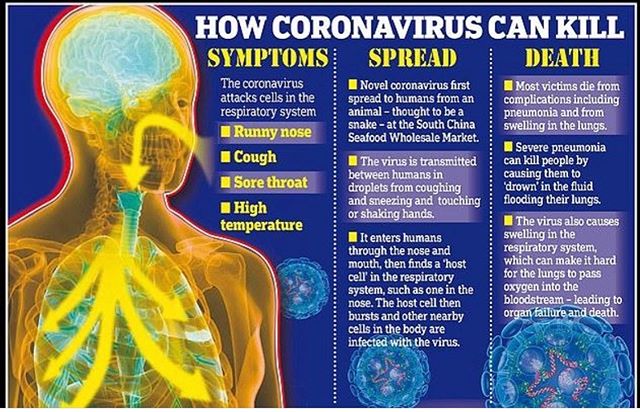 HOW CORONAVIRUS CAN KILL
SYMPTOMS
The coronavirus
attacks cells in the
respiratory system
Runny nose
Cough
Sore throat
High
temperature
SPREAD
Novel coronavirus first
spread to humans from an
animal – thought to be a
snake – at the South China
Seafood Wholesale Market.
The virus is transmitted
between humans in
droplets from coughing
and sneezing and touching
or shaking hands.
It enters humans
through the nose and
mouth, then finds a 'host
cell' in the respiratory
system, such as one in the
nose. The host cell then
bursts and other nearby
cells in the body are
infected with the virus.
DEATH
Most victims die from
complications including
pneumonia and from
swelling in the lungs.
Severe pneumonia
can kill people by
causing them to
'drown' in the fluid
flooding their lungs.
The virus also causes
swelling in the
respiratory system,
which can make it hard
for the lungs to pass
oxygen into the
bloodstream – leading to
organ failure and death.